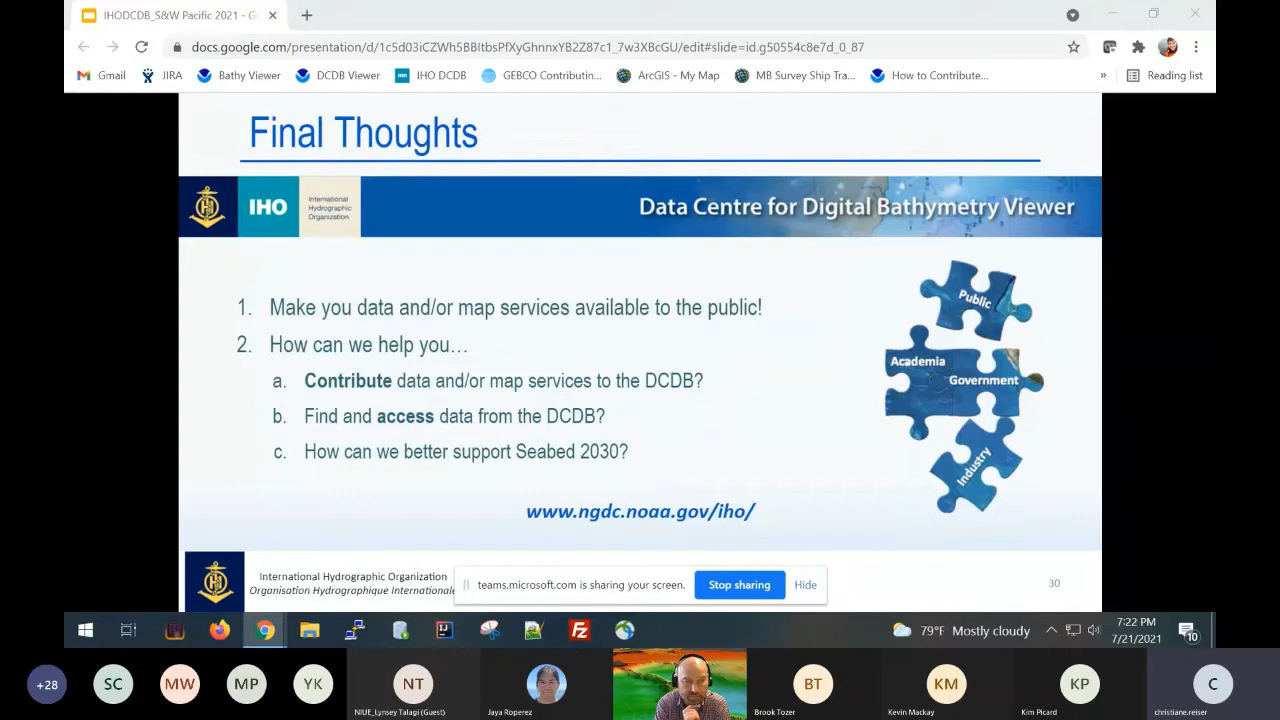 IHODCDB_S&W Pacific 2021 - Go
docs.google.com/presentation/d/1c5d03iCZWh5BBItbsPfXyGhnnxYB2Z87c1_7w3XBcGU/edit#slide=id.g50554c8e7d_0_87
Gmail JIRA Bathy Viewer DCDB Viewer IHO IHO DCDB GEBCO Contributin... ArcGIS - My Map MB Survey Ship Tra... How to Contribute... » Reading list
Final Thoughts
IHO
International
Hydrographic
Organization
Data Centre for Digital Bathymetry Viewer
1. Make you data and/or map services available to the public!
2. How can we help you…
a. Contribute data and/or map services to the DCDB?
b. Find and access data from the DCDB?
c. How can we better support Seabed 2030?
Public
Academia
Government
Industry
www.ngdc.noaa.gov/iho/
International Hydrographic Organization
Organisation Hydrographique Internationale
teams.microsoft.com is sharing your screen. Stop sharing Hide
30
Fz
79°F Mostly cloudy
7:22 PM
7/21/2021
10
+28 SC MW MP YK NT BT KM KP C
NIUE_Lynsey Talagi (Guest) Jaya Roperez Brook Tozer Kevin Mackay Kim Picard christiane.reiser